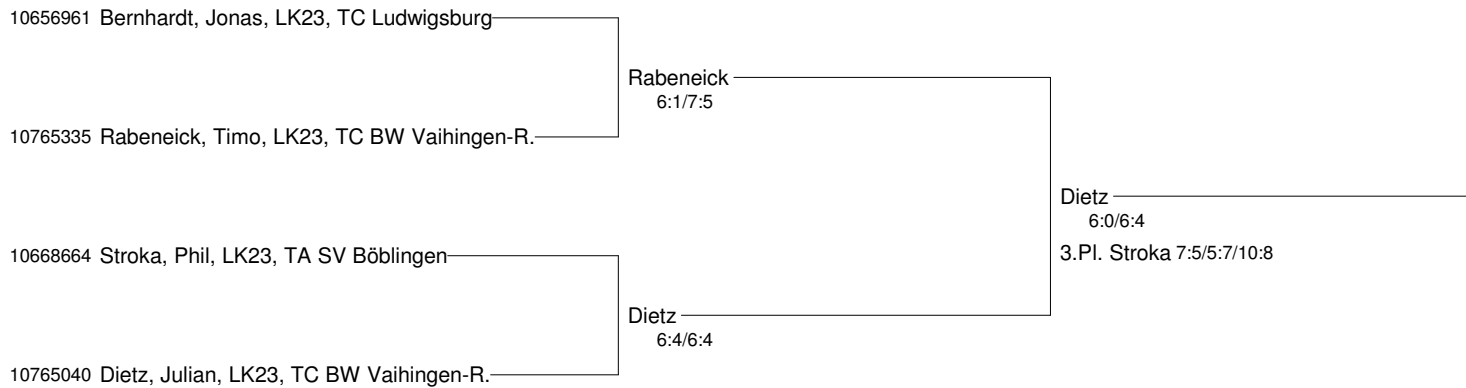 10656961 Bernhardt, Jonas, LK23, TC Ludwigsburg
Rabeneick
6:1/7:5
10765335 Rabeneick, Timo, LK23, TC BW Vaihingen-R.
Dietz
6:0/6:4
10668664 Stroka, Phil, LK23, TA SV Böblingen
3.Pl. Stroka 7:5/5:7/10:8
Dietz
6:4/6:4
10765040 Dietz, Julian, LK23, TC BW Vaihingen-R.